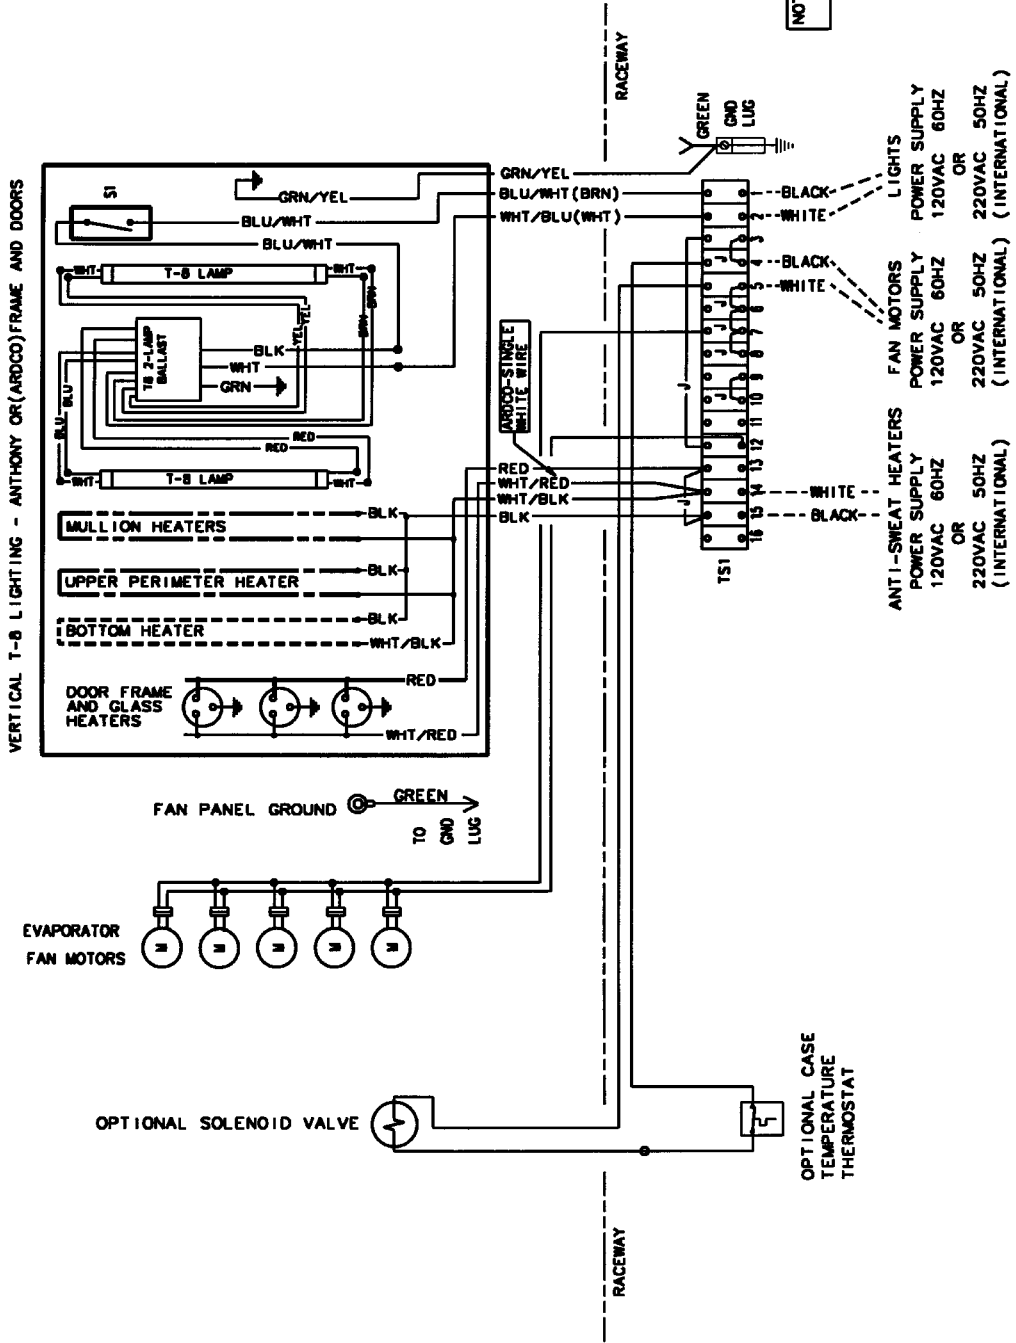 VERTICAL T-8 LIGHTING - ANTHONY OR(ARDCO)FRAME AND DOORS
NOT
RACEWAY
S1
GRN/YEL
BLU/WHT
BLU/WHT
WHT
T-8 LAMP
WHT
BRN
BRN
YEL
YEL
T8 2-LAMP
BALLAST
BLK
WHT
GRN
BLU
BLU
RED
RED
WHT
T-8 LAMP
WHT
MULLION HEATERS
BLK
UPPER PERIMETER HEATER
BLK
BOTTOM HEATER
BLK
WHT/BLK
DOOR FRAME
AND GLASS
HEATERS
RED
WHT/RED
GRN/YEL
BLU/WHT(BRN)
WHT/BLU(WHT)
ARDCO-SINGLE
WHITE WIRE
RED
WHT/RED
WHT/BLK
BLK
GREEN
GND
LUG
2
3
4
5
6
7
8
9
10
11
12
13
14
15
16
J
J
J
J
J
J
TS1
BLACK
WHITE
BLACK
WHITE
WHITE
BLACK
LIGHTS
POWER SUPPLY
120VAC 60HZ
OR
220VAC 50HZ
(INTERNATIONAL)
FAN MOTORS
POWER SUPPLY
120VAC 60HZ
OR
220VAC 50HZ
(INTERNATIONAL)
ANTI-SWEAT HEATERS
POWER SUPPLY
120VAC 60HZ
OR
220VAC 50HZ
(INTERNATIONAL)
FAN PANEL GROUND
GREEN
TO
GND
LUG
EVAPORATOR
FAN MOTORS
M
M
M
M
M
OPTIONAL SOLENOID VALVE
OPTIONAL CASE
TEMPERATURE
THERMOSTAT
RACEWAY